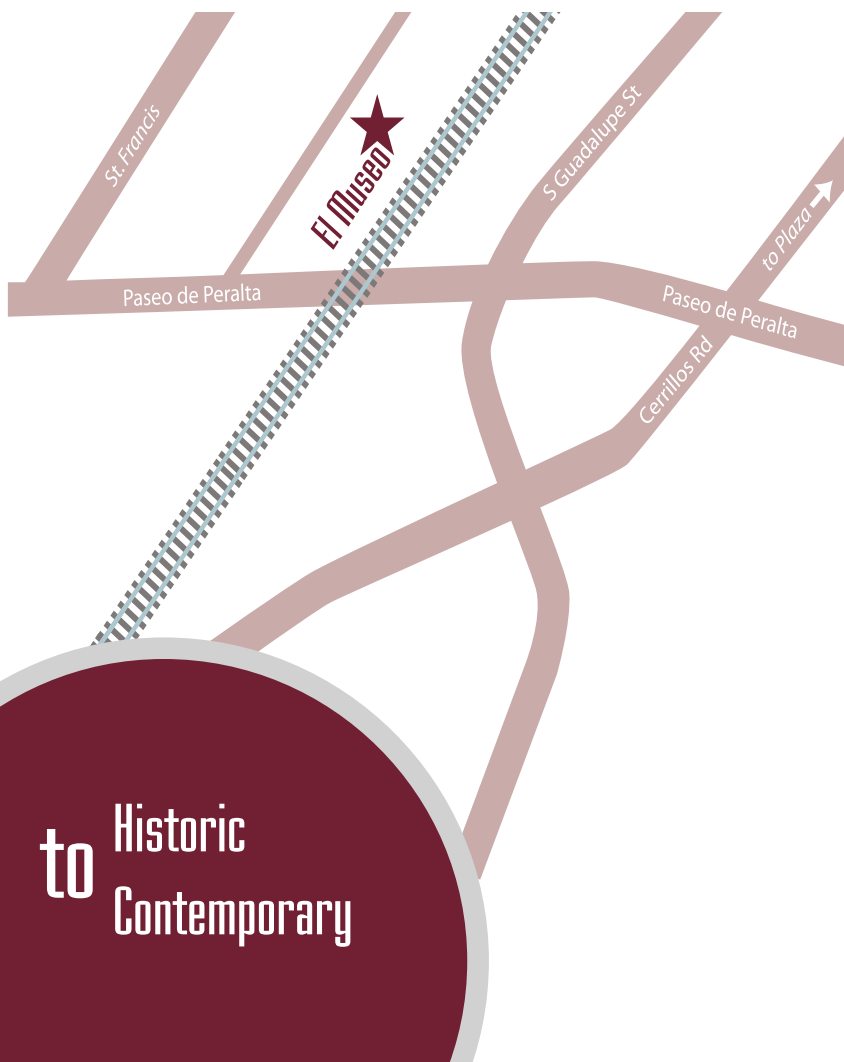 St. Francis
El Museo
S Guadalupe St
to Plaza
Paseo de Peralta
Paseo de Peralta
Cerrillos Rd
Historic
to
Contemporary